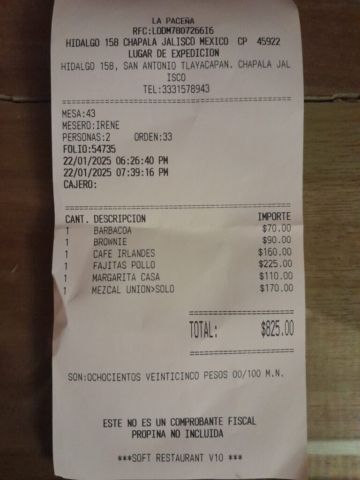 LA PACEÑA
RFC:LODM7807266I6
HIDALGO 158 CHAPALA JALISCO MEXICO CP 45922
LUGAR DE EXPEDICION
HIDALGO 158, SAN ANTONIO TLAYACAPAN. CHAPALA JAL
ISCO
TEL:3331578943
================================================
MESA:43
MESERO:IRENE
PERSONAS:2 ORDEN:33
FOLIO:54735
22/01/2025 06:26:40 PM
22/01/2025 07:39:16 PM
CAJERO:
================================================
CANT. DESCRIPCION IMPORTE
1 BARBACOA $70.00
1 BROWNIE $90.00
1 CAFE IRLANDES $160.00
1 FAJITAS POLLO $225.00
1 MARGARITA CASA $110.00
1 MEZCAL UNION>SOLO $170.00
======================
TOTAL: $825.00
======================
SON:OCHOCIENTOS VEINTICINCO PESOS 00/100 M.N.
ESTE NO ES UN COMPROBANTE FISCAL
PROPINA NO INCLUIDA
***SOFT RESTAURANT V10 ***